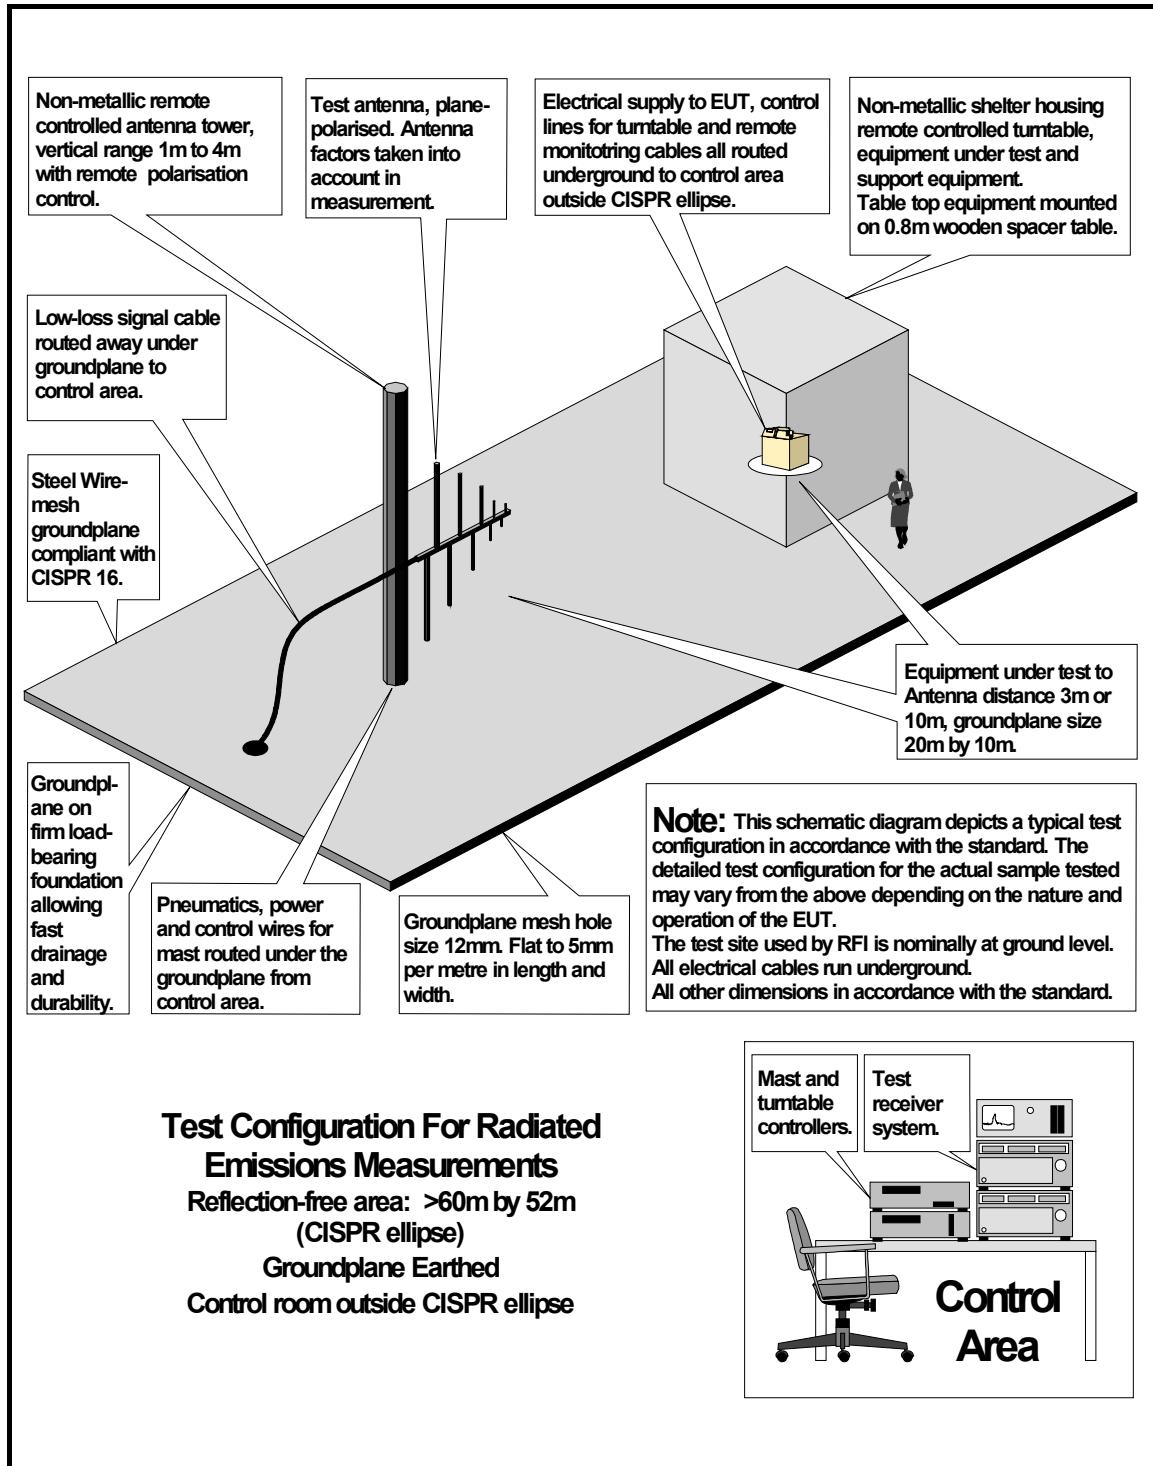 Non-metallic remote
controlled antenna tower,
vertical range 1m to 4m
with remote polarisation
control.
Test antenna, plane-
polarised. Antenna
factors taken into
account in
measurement.
Electrical supply to EUT, control
lines for turntable and remote
monitotring cables all routed
underground to control area
outside CISPR ellipse.
Non-metallic shelter housing
remote controlled turntable,
equipment under test and
support equipment.
Table top equipment mounted
on 0.8m wooden spacer table.
Low-loss signal cable
routed away under
groundplane to
control area.
Steel Wire-
mesh
groundplane
compliant with
CISPR 16.
Equipment under test to
Antenna distance 3m or
10m, groundplane size
20m by 10m.
Groundpl-
ane on
firm load-
bearing
foundation
allowing
fast
drainage
and
durability.
Pneumatics, power
and control wires for
mast routed under the
groundplane from
control area.
Groundplane mesh hole
size 12mm. Flat to 5mm
per metre in length and
width.
Note: This schematic diagram depicts a typical test
configuration in accordance with the standard. The
detailed test configuration for the actual sample tested
may vary from the above depending on the nature and
operation of the EUT.
The test site used by RFI is nominally at ground level.
All electrical cables run underground.
All other dimensions in accordance with the standard.
Test Configuration For Radiated
Emissions Measurements
Reflection-free area: >60m by 52m
(CISPR ellipse)
Groundplane Earthed
Control room outside CISPR ellipse
Mast and
turntable
controllers.
Test
receiver
system.
Control
Area